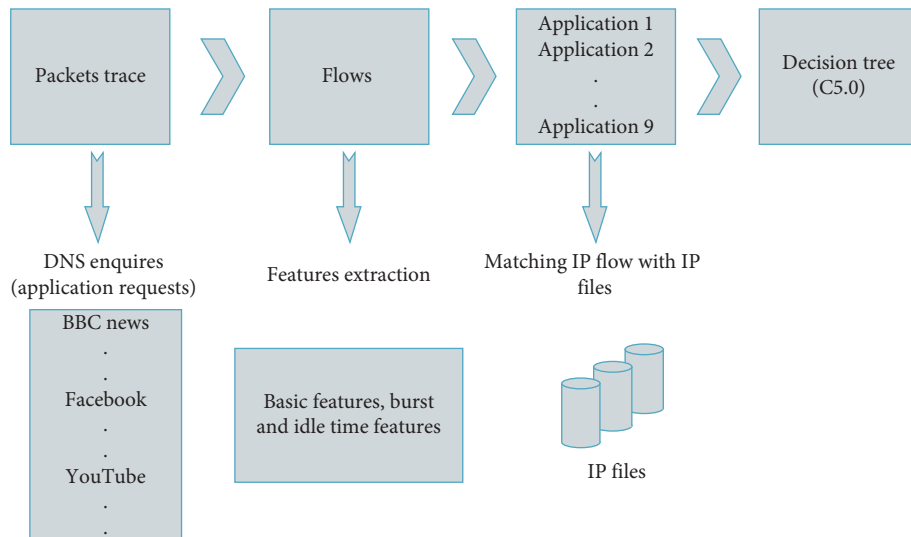 Packets trace
Flows
Application 1
Application 2
.
.
Application 9
Decision tree
(C5.0)
DNS enquires
(application requests)
BBC news
.
.
Facebook
.
.
YouTube
.
.
Features extraction
Basic features, burst
and idle time features
Matching IP flow with IP
files
IP files